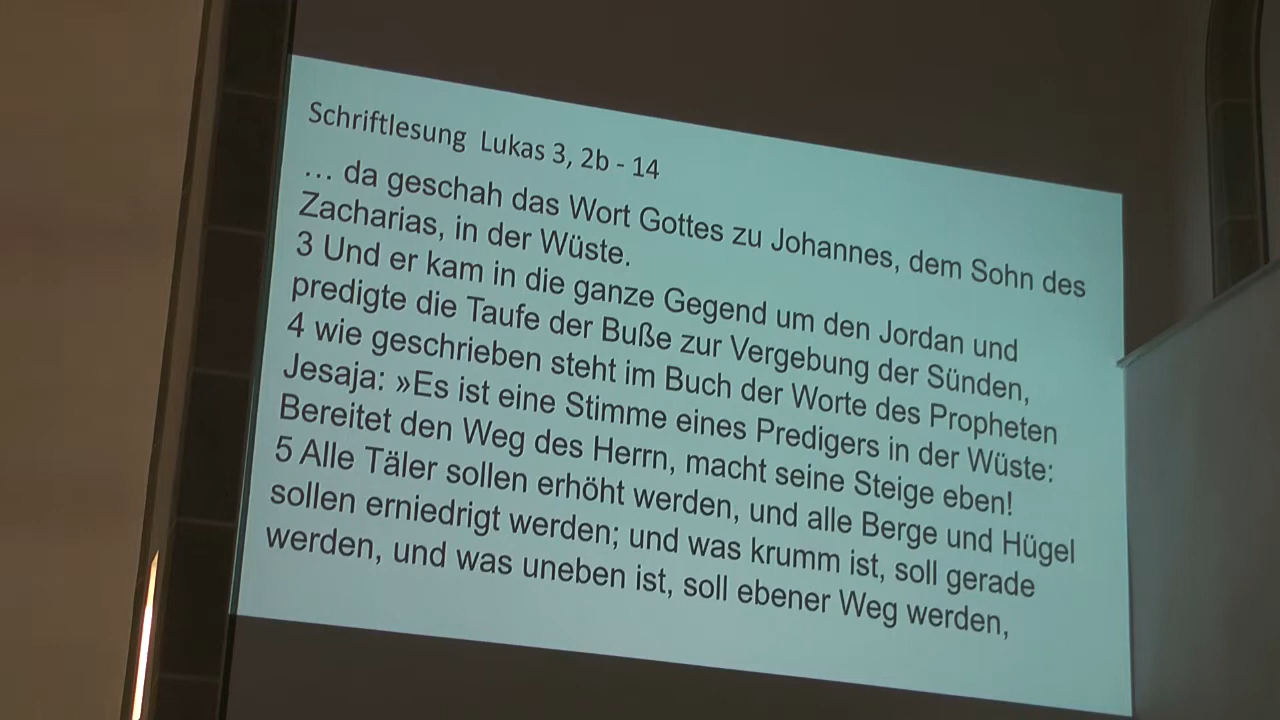 Schriftlesung Lukas 3, 2b - 14
… da geschah das Wort Gottes zu Johannes, dem Sohn des
Zacharias, in der Wüste.
3 Und er kam in die ganze Gegend um den Jordan und
predigte die Taufe der Buße zur Vergebung der Sünden,
4 wie geschrieben steht im Buch der Worte des Propheten
Jesaja: »Es ist eine Stimme eines Predigers in der Wüste:
Bereitet den Weg des Herrn, macht seine Steige eben!
5 Alle Täler sollen erhöht werden, und alle Berge und Hügel
sollen erniedrigt werden; und was krumm ist, soll gerade
werden, und was uneben ist, soll ebener Weg werden,